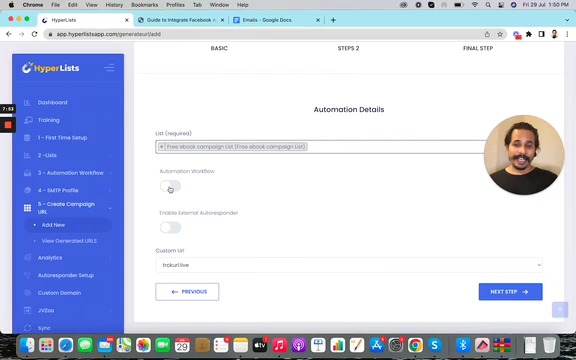 Chrome File Edit View History Bookmarks Profiles Tab Window Help
Fri 29 Jul 1:50 PM
HyperLists
Guide to Integrate Facebook A
Emails - Google Docs
app.hyperlistsapp.com/generateurl/add
HyperLists
BASIC
STEPS 2
FINAL STEP
7:53
Dashboard
Training
1 - First Time Setup
2 -Lists
3 - Automation Workflow
4 - SMTP Profile
5 - Create Campaign
URL
Add New
View Generated URLS
Analytics
Autoresponder Setup
Custom Domain
JVZoo
Sync
Automation Details
List (required)
× Free ebook campaign List (Free ebook campaign List)
Automation Workflow
Enable External Autoresponder
Custom Url
trckurl.live
PREVIOUS
NEXT STEP
29